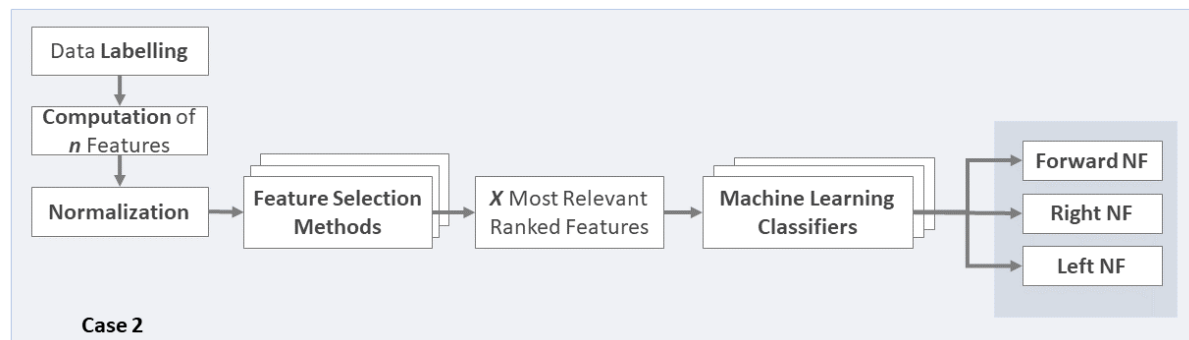 Data Labelling
Computation of
n Features
Normalization
Feature Selection
Methods
X Most Relevant
Ranked Features
Machine Learning
Classifiers
Forward NF
Right NF
Left NF
Case 2